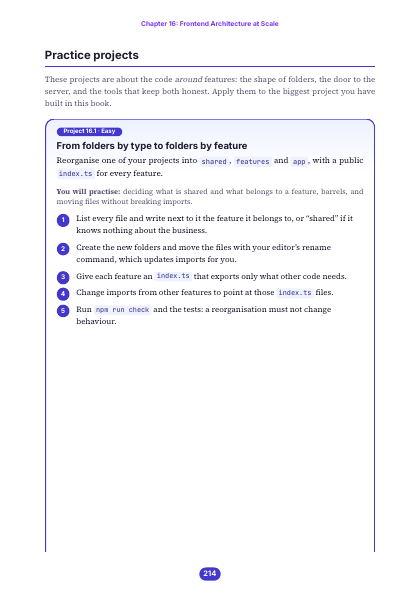 Chapter 16: Frontend Architecture at Scale
Practice projects
These projects are about the code around features: the shape of folders, the door to the
server, and the tools that keep both honest. Apply them to the biggest project you have
built in this book.
Project 16.1 · Easy
From folders by type to folders by feature
Reorganise one of your projects into shared, features and app, with a public
index.ts for every feature.
You will practise: deciding what is shared and what belongs to a feature, barrels, and
moving files without breaking imports.
1 List every file and write next to it the feature it belongs to, or “shared” if it
knows nothing about the business.
2 Create the new folders and move the files with your editor’s rename
command, which updates imports for you.
3 Give each feature an index.ts that exports only what other code needs.
4 Change imports from other features to point at those index.ts files.
5 Run npm run check and the tests: a reorganisation must not change
behaviour.
214